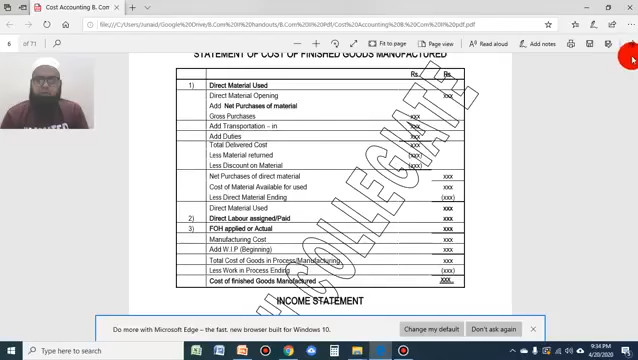 Cost Accounting B. Com
file:///C:/Users/Junaid/Google%20Drive/B.Com%20II%20handouts/B.Com%20II%20Pdf/Cost%20Accounting%20B.Com%20II%20pdf.pdf
6 of 71
Fit to page
Page view
Read aloud
Add notes
STATEMENT OF COST OF FINISHED GOODS MANUFACTURED
Rs. Rs.
1) Direct Material Used
Direct Material Opening xxx
Add Net Purchases of material
Gross Purchases xxx
Add Transportation – in xxx
Add Duties xxx
Total Delivered Cost xxx
Less Material returned (xxx)
Less Discount on Material (xxx)
Net Purchases of direct material xxx
Cost of Material Available for used xxx
Less Direct Material Ending (xxx)
Direct Material Used xxx
2) Direct Labour assigned/Paid xxx
3) FOH applied or Actual xxx
Manufacturing Cost xxx
Add W.I.P (Beginning) xxx
Total Cost of Goods in Process/Manufacturing xxx
Less Work in Process Ending (xxx)
Cost of finished Goods Manufactured xxx
COLLEGIATE
INCOME STATEMENT
Do more with Microsoft Edge – the fast, new browser built for Windows 10.
Change my default
Don't ask again
Type here to search
9:34 PM
4/20/2020